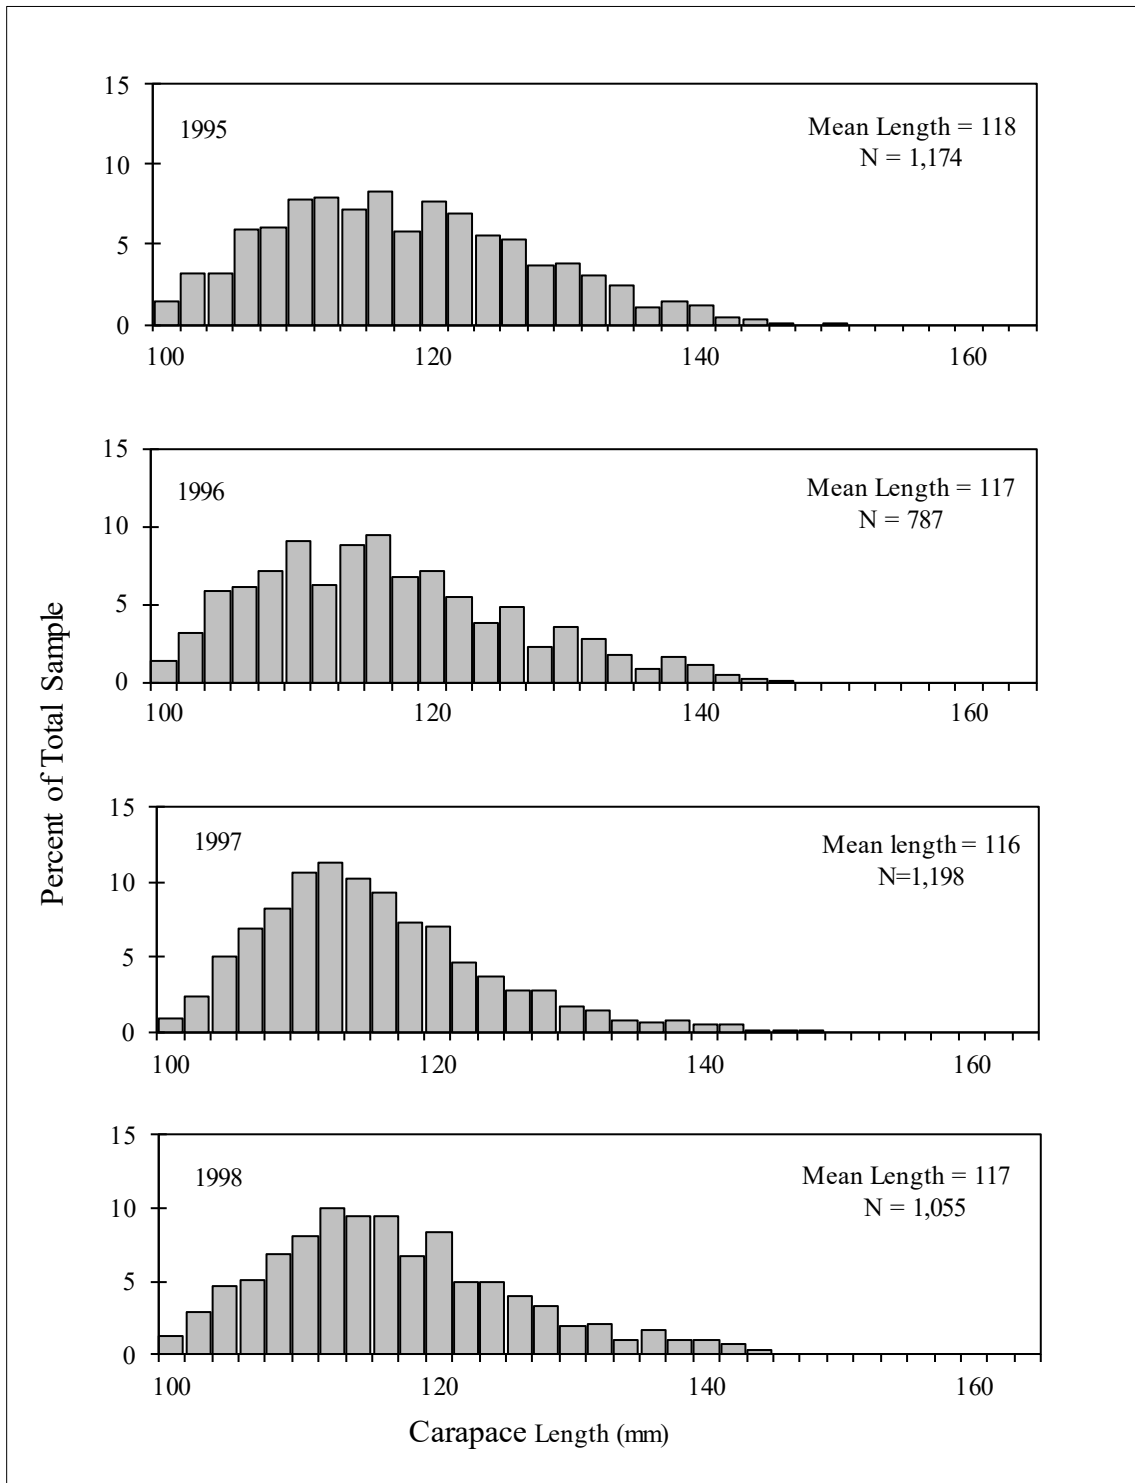 15
1995
Mean Length = 118
N = 1,174
10
5
0
100 120 140 160
15
1996
Mean Length = 117
N = 787
10
5
0
100 120 140 160
Percent of Total Sample
15
1997
Mean length = 116
N=1,198
10
5
0
100 120 140 160
15
1998
Mean Length = 117
N = 1,055
10
5
0
100 120 140 160
Carapace Length (mm)